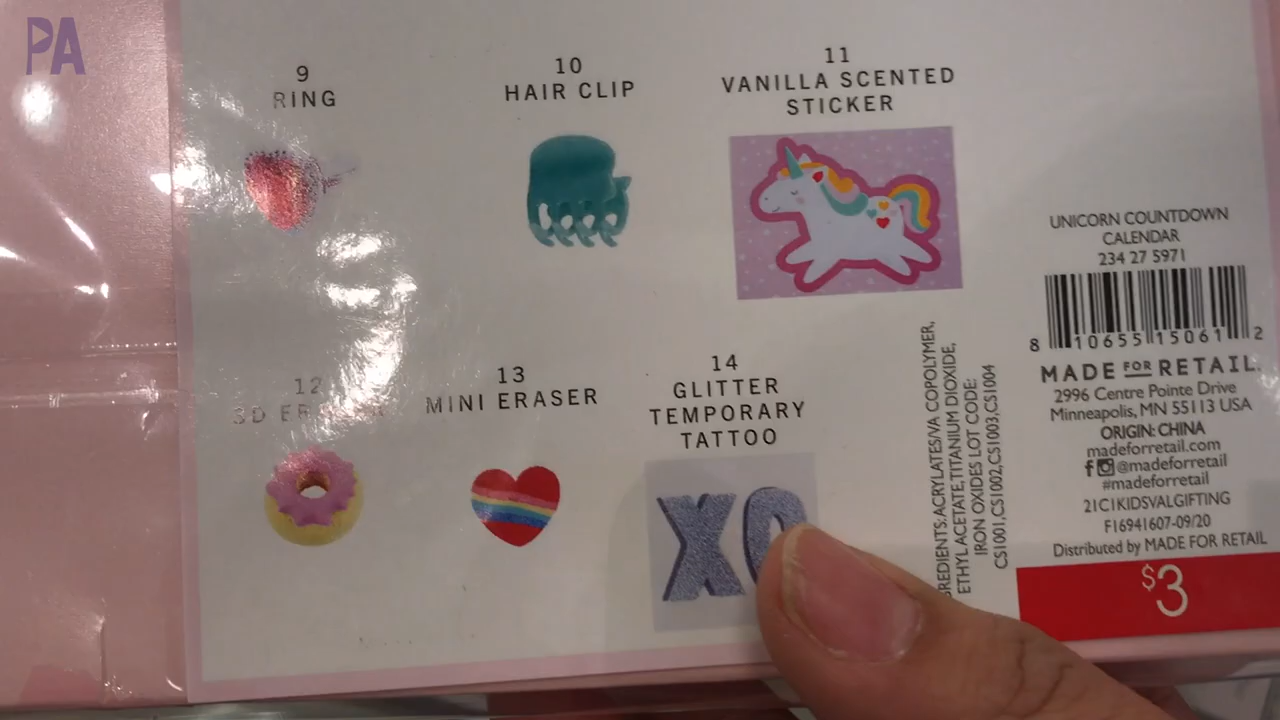 PA
9
RING
10
HAIR CLIP
11
VANILLA SCENTED
STICKER
12
3D
13
MINI ERASER
14
GLITTER
TEMPORARY
TATTOO
XO
ACRYLATES/VA COPOLYMER,
ETHYL ACETATE,TITANIUM DIOXIDE,
IRON OXIDES LOT CODE:
CS1001,CS1002,CS1003,CS1004
UNICORN COUNTDOWN
CALENDAR
234 27 5971
8 10655 15061 2
MADE FOR RETAIL.
2996 Centre Pointe Drive
Minneapolis, MN 55113 USA
ORIGIN: CHINA
madeforretail.com
@madeforretail
#madeforretail
21C1KIDSVALGIFTING
F16941607-09/20
Distributed by MADE FOR RETAIL
$3